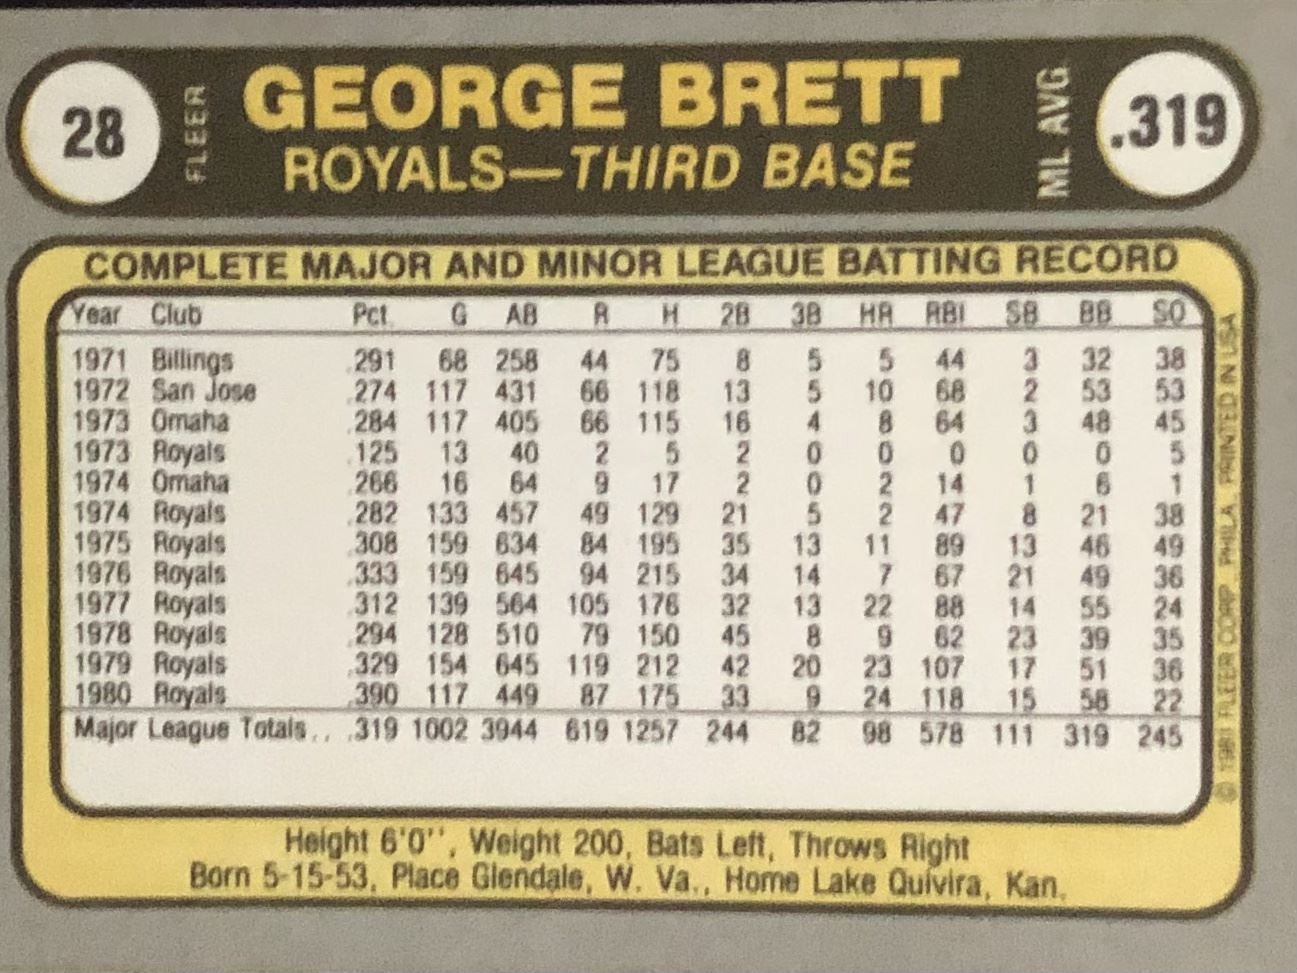 28 FLEER GEORGE BRETT ML AVG. .319
ROYALS—THIRD BASE
COMPLETE MAJOR AND MINOR LEAGUE BATTING RECORD
Year Club Pct. G AB R H 2B 3B HR RBI SB BB SO
1971 Billings .291 68 258 44 75 8 5 5 44 3 32 38
1972 San Jose .274 117 431 66 118 13 5 10 68 2 53 53
1973 Omaha .284 117 405 66 115 16 4 8 64 3 48 45
1973 Royals .125 13 40 2 5 2 0 0 0 0 0 5
1974 Omaha .266 16 64 9 17 2 0 2 14 1 6 1
1974 Royals .282 133 457 49 129 21 5 2 47 8 21 38
1975 Royals .308 159 634 84 195 35 13 11 89 13 46 49
1976 Royals .333 159 645 94 215 34 14 7 67 21 49 36
1977 Royals .312 139 564 105 176 32 13 22 88 14 55 24
1978 Royals .294 128 510 79 150 45 8 9 62 23 39 35
1979 Royals .329 154 645 119 212 42 20 23 107 17 51 36
1980 Royals .390 117 449 87 175 33 9 24 118 15 58 22
Major League Totals.. .319 1002 3944 619 1257 244 82 98 578 111 319 245
© 1981 FLEER CORP., PHILA., PRINTED IN USA
Height 6'0'', Weight 200, Bats Left, Throws Right
Born 5-15-53, Place Glendale, W. Va., Home Lake Quivira, Kan.